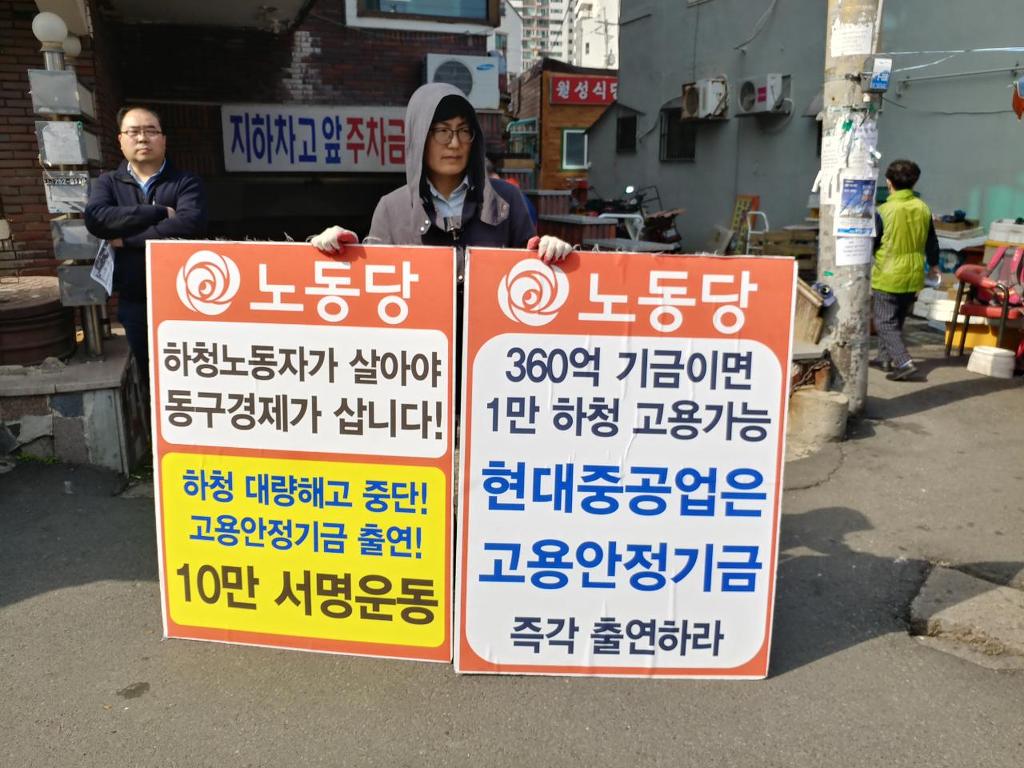 지하차고 앞 주차금
월성식당
노동당
하청노동자가 살아야
동구경제가 삽니다!
하청 대량해고 중단!
고용안정기금 출연!
10만 서명운동
노동당
360억 기금이면
1만 하청 고용가능
현대중공업은
고용안정기금
즉각 출연하라